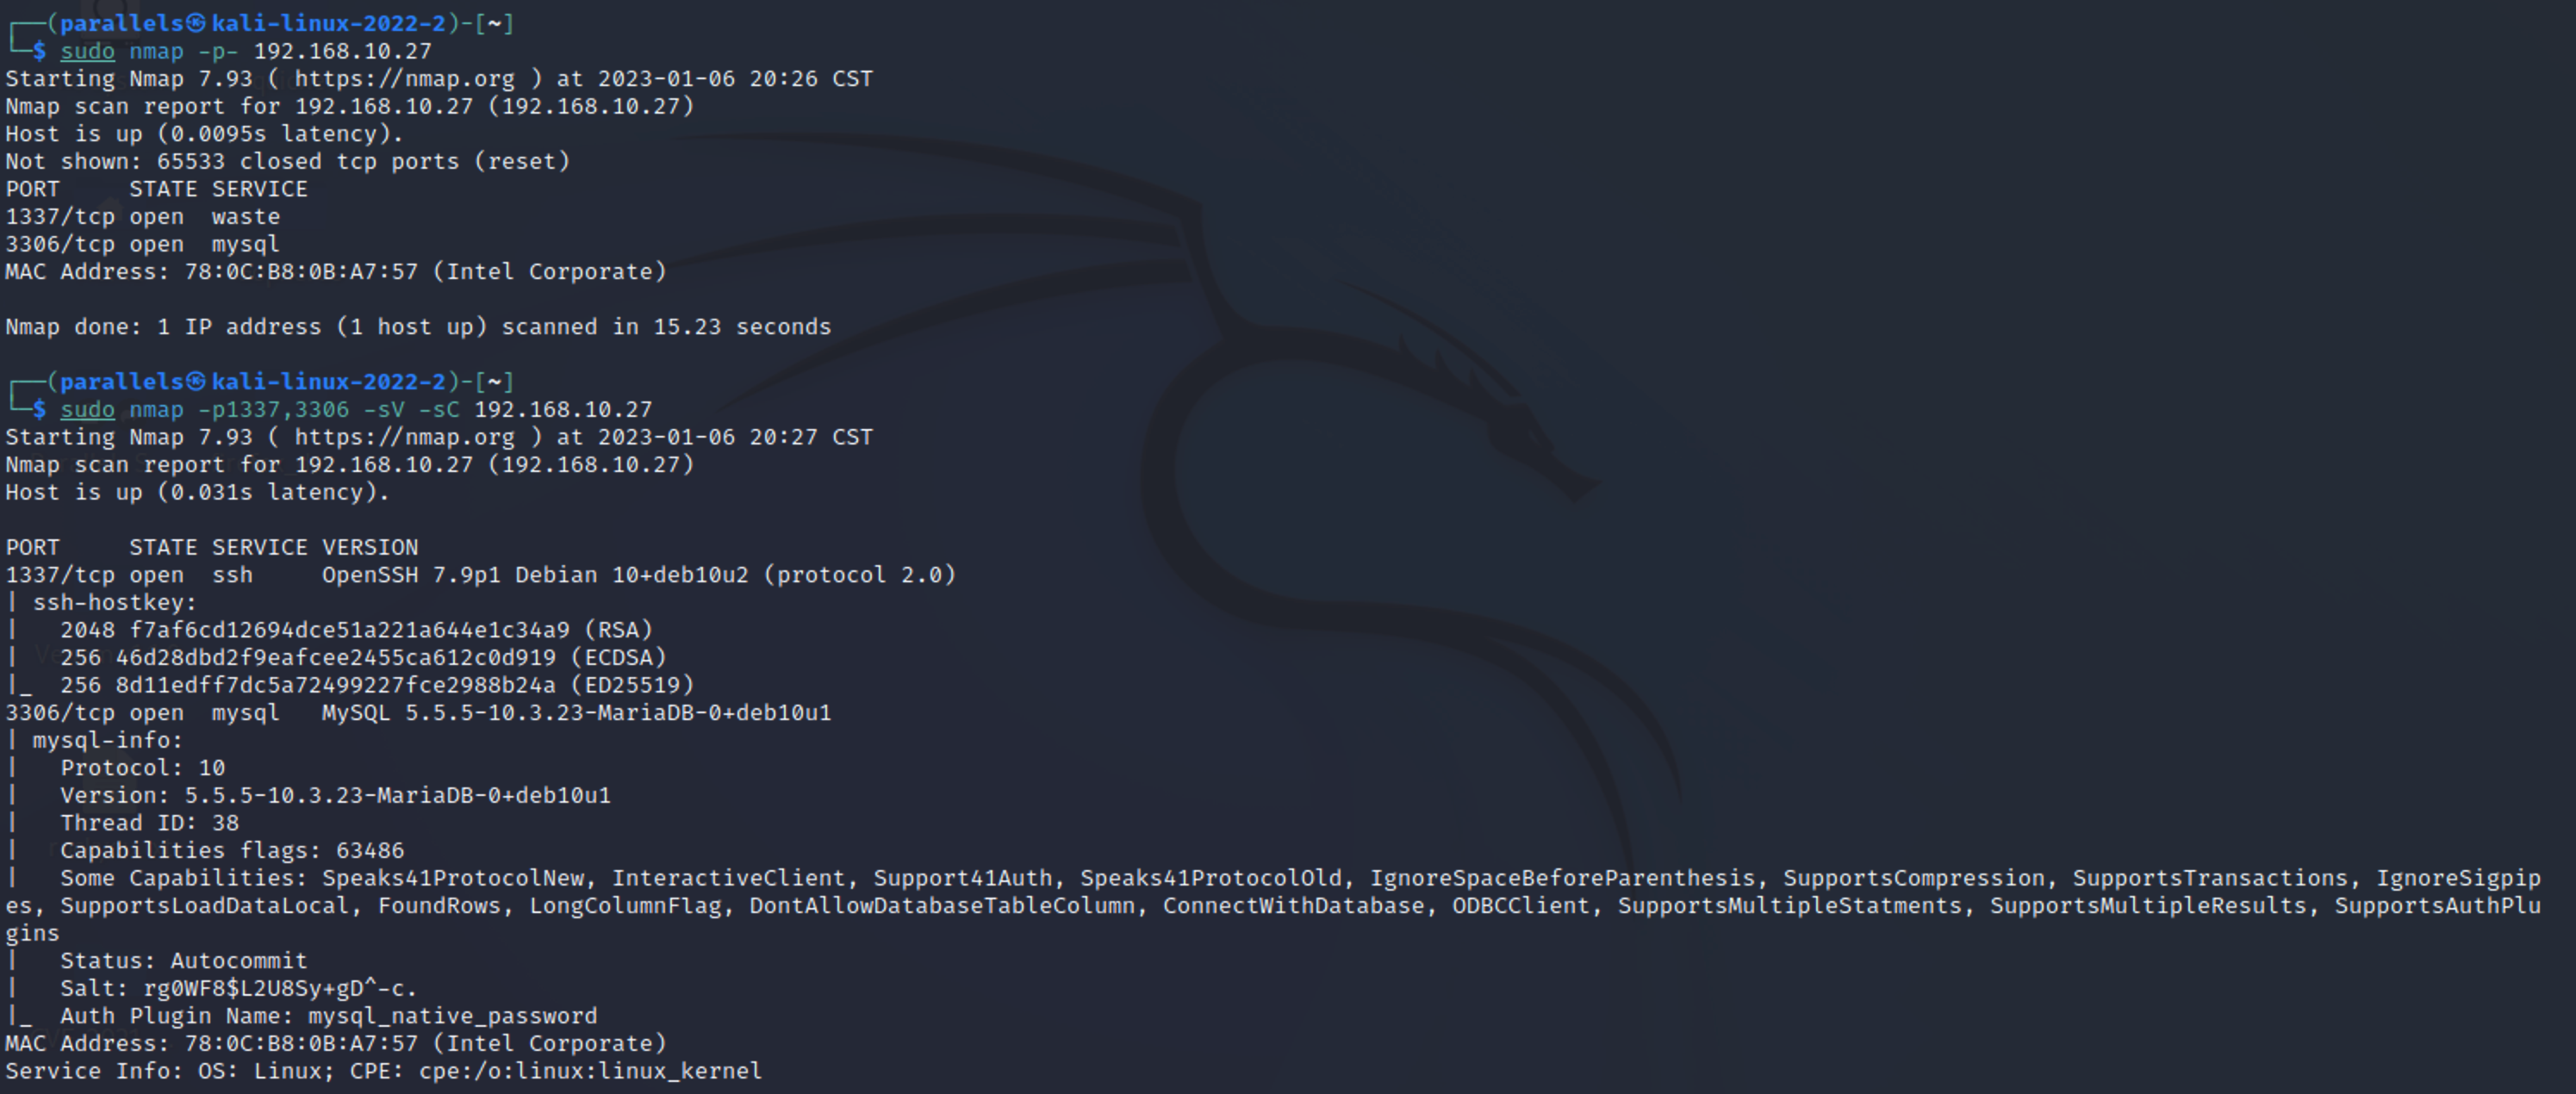 ┌──(parallels㉿kali-linux-2022-2)-[~]
└─$ sudo nmap -p- 192.168.10.27
Starting Nmap 7.93 ( https://nmap.org ) at 2023-01-06 20:26 CST
Nmap scan report for 192.168.10.27 (192.168.10.27)
Host is up (0.0095s latency).
Not shown: 65533 closed tcp ports (reset)
PORT     STATE SERVICE
1337/tcp open  waste
3306/tcp open  mysql
MAC Address: 78:0C:B8:0B:A7:57 (Intel Corporate)

Nmap done: 1 IP address (1 host up) scanned in 15.23 seconds

┌──(parallels㉿kali-linux-2022-2)-[~]
└─$ sudo nmap -p1337,3306 -sV -sC 192.168.10.27
Starting Nmap 7.93 ( https://nmap.org ) at 2023-01-06 20:27 CST
Nmap scan report for 192.168.10.27 (192.168.10.27)
Host is up (0.031s latency).

PORT     STATE SERVICE VERSION
1337/tcp open  ssh     OpenSSH 7.9p1 Debian 10+deb10u2 (protocol 2.0)
| ssh-hostkey:
|   2048 f7af6cd12694dce51a221a644e1c34a9 (RSA)
|   256 46d28dbd2f9eafcee2455ca612c0d919 (ECDSA)
|_  256 8d11edff7dc5a72499227fce2988b24a (ED25519)
3306/tcp open  mysql   MySQL 5.5.5-10.3.23-MariaDB-0+deb10u1
| mysql-info:
|   Protocol: 10
|   Version: 5.5.5-10.3.23-MariaDB-0+deb10u1
|   Thread ID: 38
|   Capabilities flags: 63486
|   Some Capabilities: Speaks41ProtocolNew, InteractiveClient, Support41Auth, Speaks41ProtocolOld, IgnoreSpaceBeforeParenthesis, SupportsCompression, SupportsTransactions, IgnoreSigpip
es, SupportsLoadDataLocal, FoundRows, LongColumnFlag, DontAllowDatabaseTableColumn, ConnectWithDatabase, ODBCClient, SupportsMultipleStatments, SupportsMultipleResults, SupportsAuthPlu
gins
|   Status: Autocommit
|   Salt: rg0WF8$L2U8Sy+gD^-c.
|_  Auth Plugin Name: mysql_native_password
MAC Address: 78:0C:B8:0B:A7:57 (Intel Corporate)
Service Info: OS: Linux; CPE: cpe:/o:linux:linux_kernel